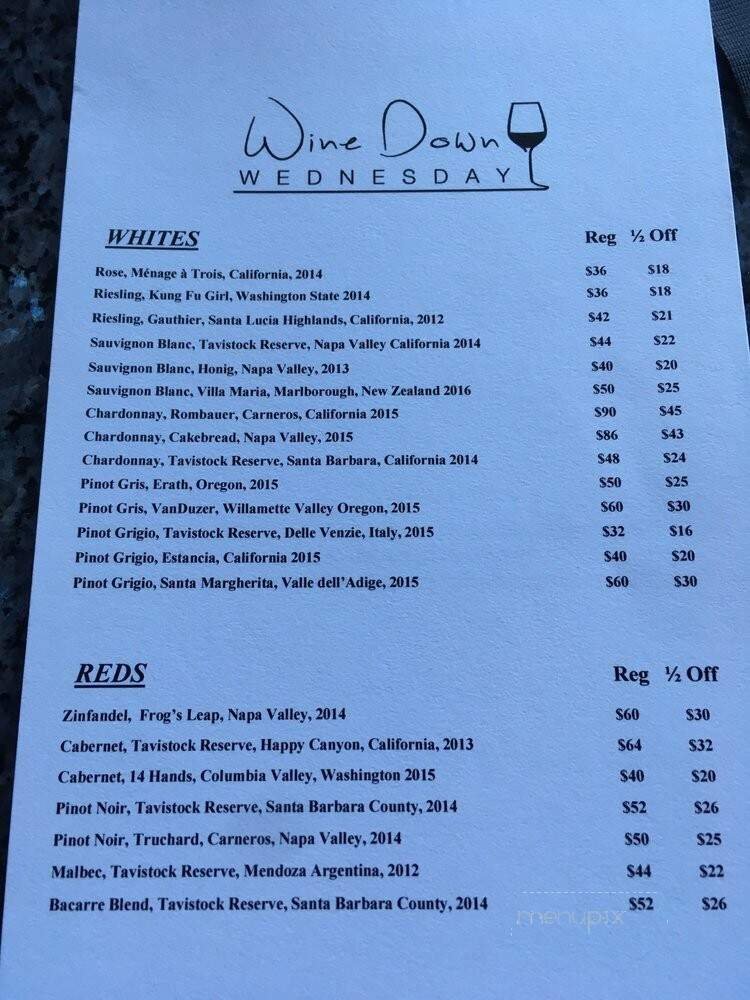 Wine Down
WEDNESDAY
WHITES Reg ½ Off
Rose, Ménage à Trois, California, 2014 $36 $18
Riesling, Kung Fu Girl, Washington State 2014 $36 $18
Riesling, Gauthier, Santa Lucia Highlands, California, 2012 $42 $21
Sauvignon Blanc, Tavistock Reserve, Napa Valley California 2014 $44 $22
Sauvignon Blanc, Honig, Napa Valley, 2013 $40 $20
Sauvignon Blanc, Villa Maria, Marlborough, New Zealand 2016 $50 $25
Chardonnay, Rombauer, Carneros, California 2015 $90 $45
Chardonnay, Cakebread, Napa Valley, 2015 $86 $43
Chardonnay, Tavistock Reserve, Santa Barbara, California 2014 $48 $24
Pinot Gris, Erath, Oregon, 2015 $50 $25
Pinot Gris, VanDuzer, Willamette Valley Oregon, 2015 $60 $30
Pinot Grigio, Tavistock Reserve, Delle Venzie, Italy, 2015 $32 $16
Pinot Grigio, Estancia, California 2015 $40 $20
Pinot Grigio, Santa Margherita, Valle dell'Adige, 2015 $60 $30
REDS Reg ½ Off
Zinfandel, Frog's Leap, Napa Valley, 2014 $60 $30
Cabernet, Tavistock Reserve, Happy Canyon, California, 2013 $64 $32
Cabernet, 14 Hands, Columbia Valley, Washington 2015 $40 $20
Pinot Noir, Tavistock Reserve, Santa Barbara County, 2014 $52 $26
Pinot Noir, Truchard, Carneros, Napa Valley, 2014 $50 $25
Malbec, Tavistock Reserve, Mendoza Argentina, 2012 $44 $22
Bacarre Blend, Tavistock Reserve, Santa Barbara County, 2014 $52 $26
menupix